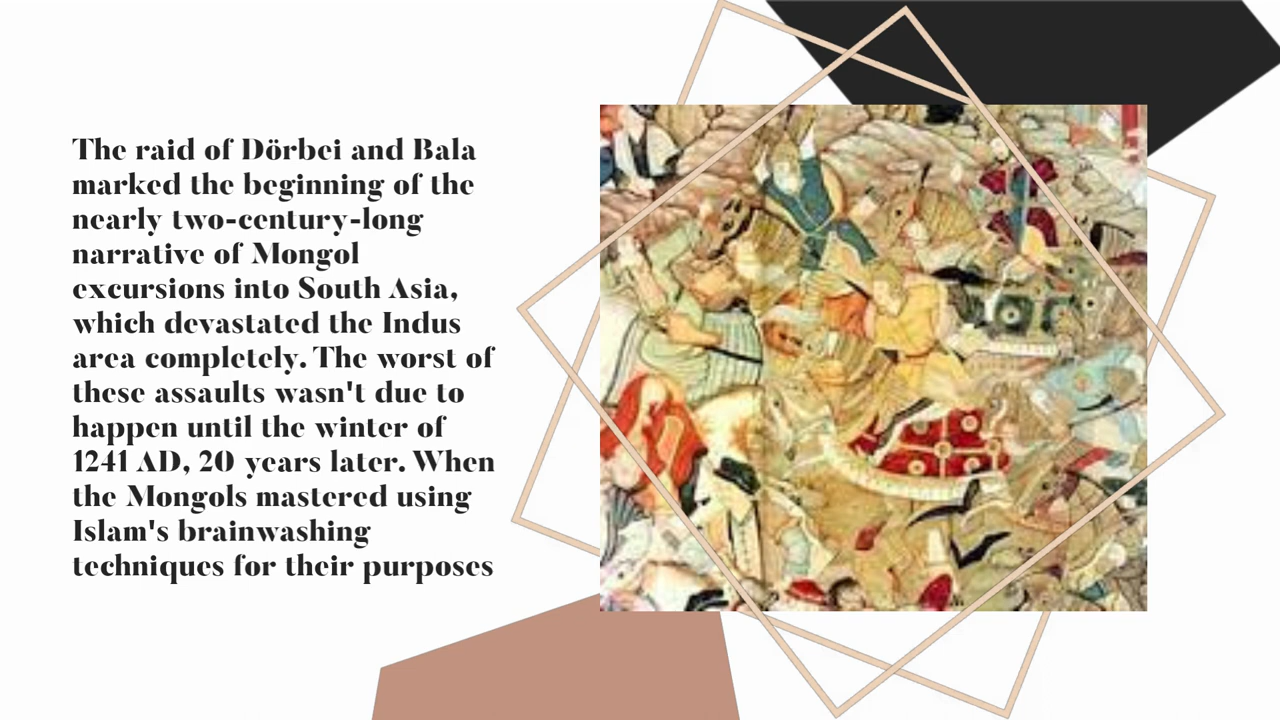 The raid of Dörbei and Bala
marked the beginning of the
nearly two-century-long
narrative of Mongol
excursions into South Asia,
which devastated the Indus
area completely. The worst of
these assaults wasn't due to
happen until the winter of
1241 AD, 20 years later. When
the Mongols mastered using
Islam's brainwashing
techniques for their purposes